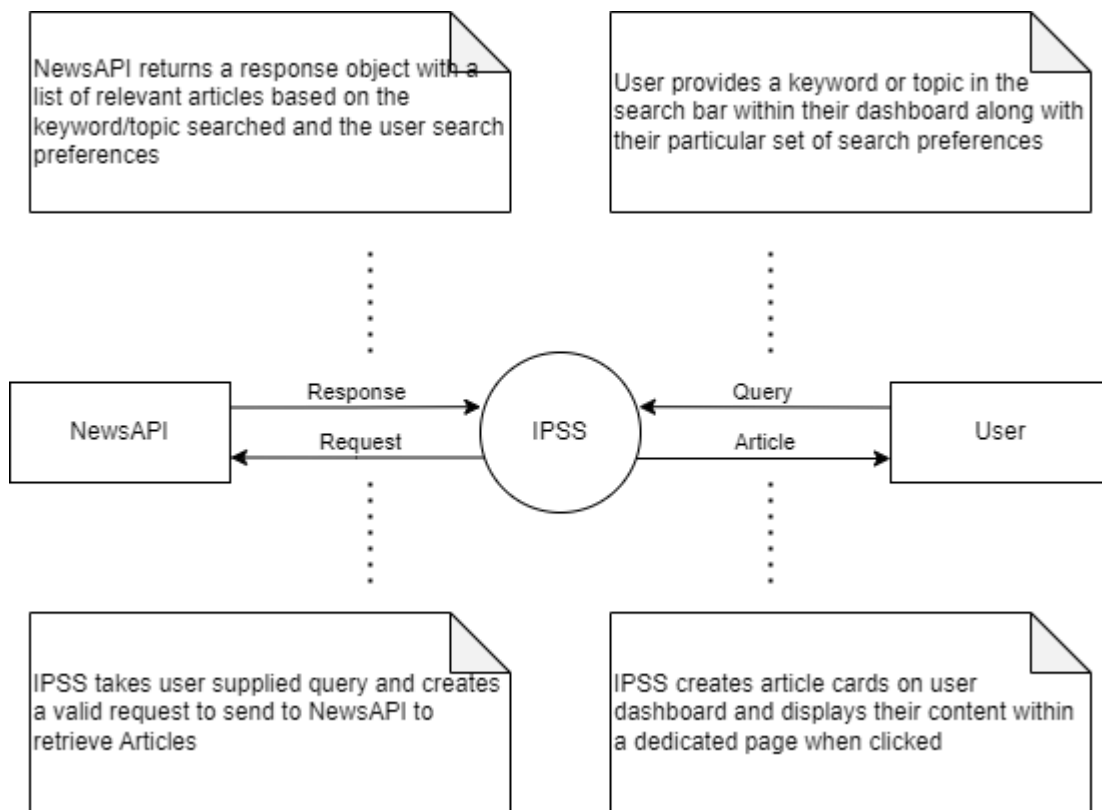 NewsAPI returns a response object with a
list of relevant articles based on the
keyword/topic searched and the user search
preferences
User provides a keyword or topic in the
search bar within their dashboard along with
their particular set of search preferences
Response
Query
NewsAPI
IPSS
User
Request
Article
IPSS takes user supplied query and creates
a valid request to send to NewsAPI to
retrieve Articles
IPSS creates article cards on user
dashboard and displays their content within
a dedicated page when clicked